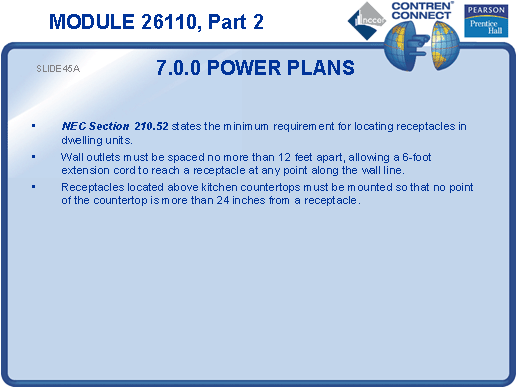 MODULE 26110, Part 2
nccer
CONTREN®
CONNECT
PEARSON
Prentice
Hall
SLIDE 45A
7.0.0 POWER PLANS
• NEC Section 210.52 states the minimum requirement for locating receptacles in
dwelling units.
• Wall outlets must be spaced no more than 12 feet apart, allowing a 6-foot
extension cord to reach a receptacle at any point along the wall line.
• Receptacles located above kitchen countertops must be mounted so that no point
of the countertop is more than 24 inches from a receptacle.